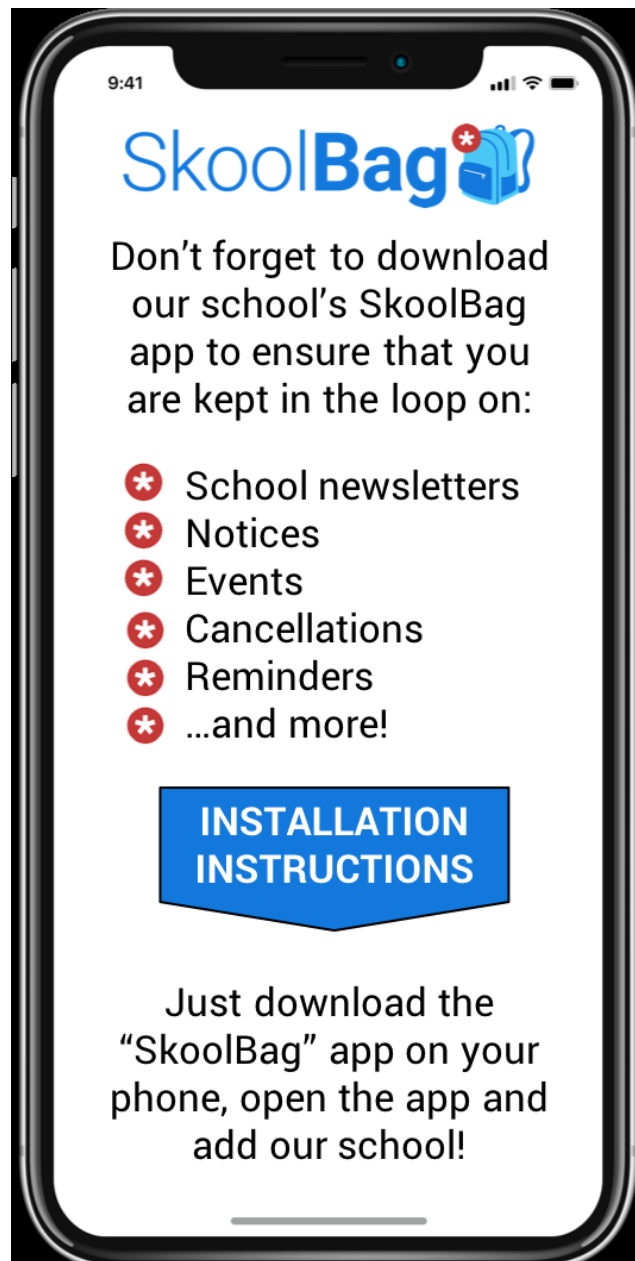 9:41
SkoolBag
Don’t forget to download
our school’s SkoolBag
app to ensure that you
are kept in the loop on:
* School newsletters
* Notices
* Events
* Cancellations
* Reminders
* ...and more!
INSTALLATION
INSTRUCTIONS
Just download the
“SkoolBag” app on your
phone, open the app and
add our school!